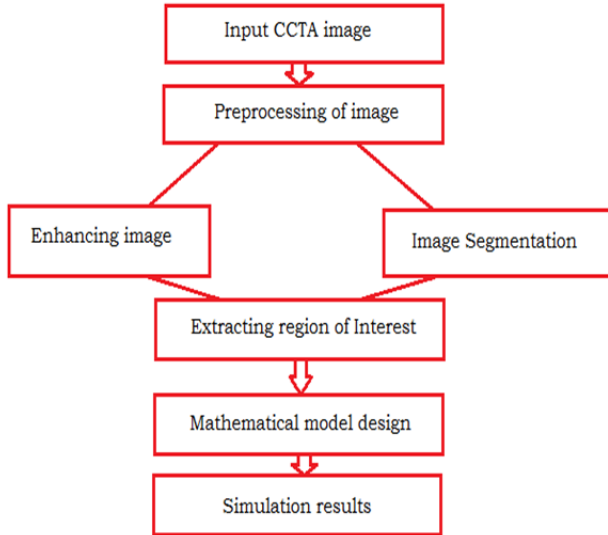 Input CCTA image
Preprocessing of image
Enhancing image
Image Segmentation
Extracting region of Interest
Mathematical model design
Simulation results